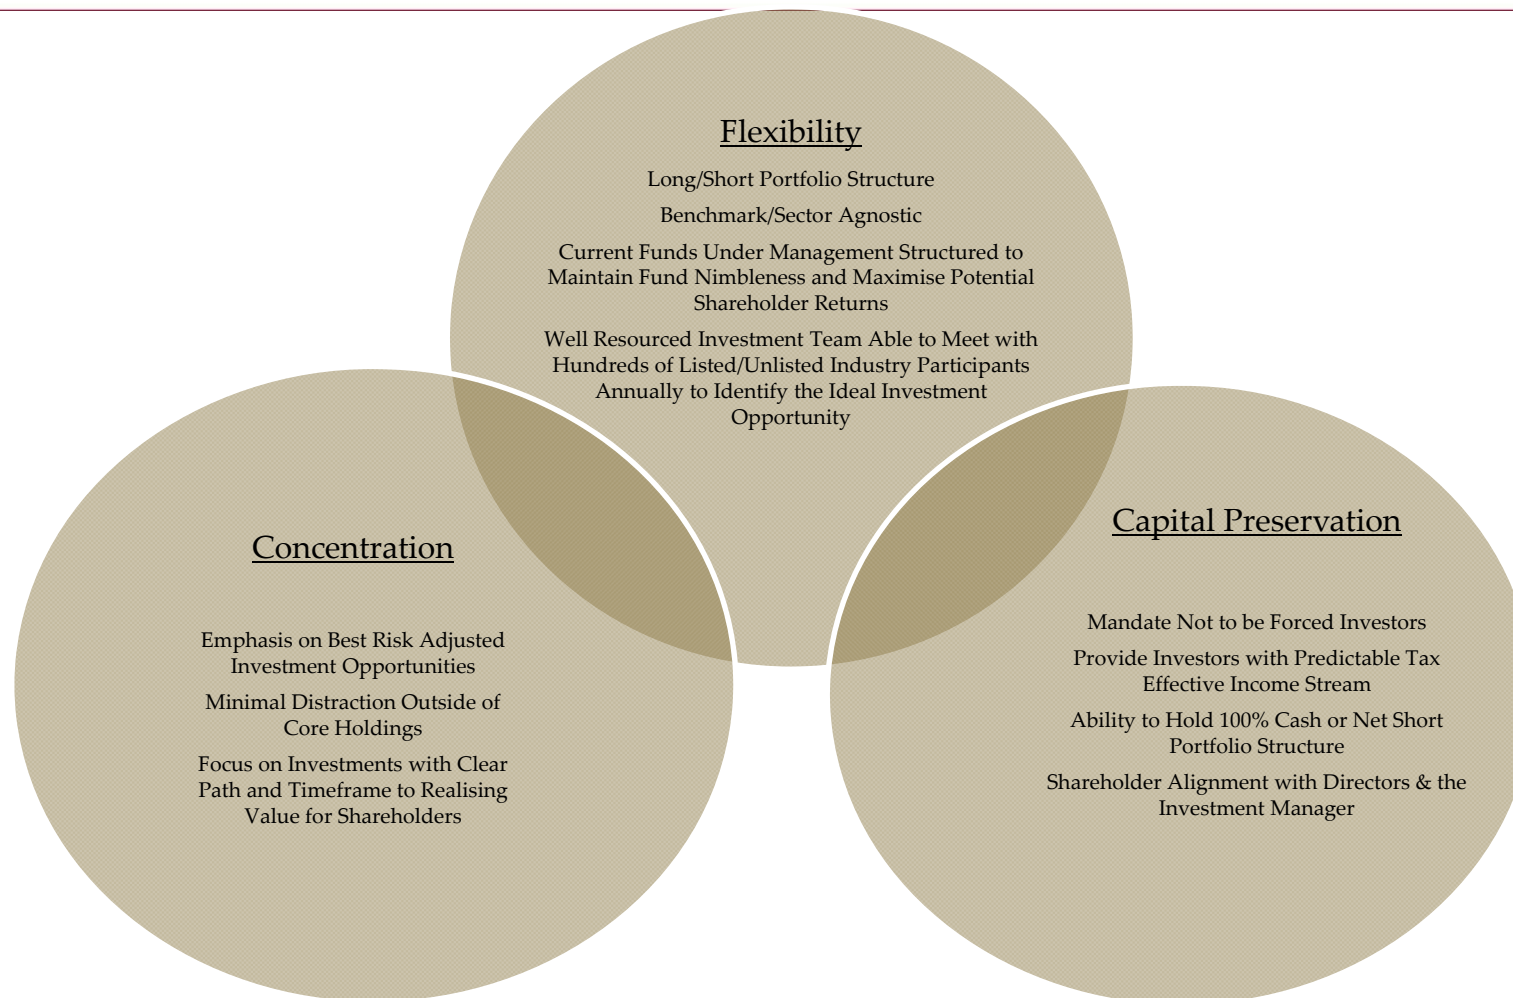 Flexibility
Long/Short Portfolio Structure
Benchmark/Sector Agnostic
Current Funds Under Management Structured to
Maintain Fund Nimbleness and Maximise Potential
Shareholder Returns
Well Resourced Investment Team Able to Meet with
Hundreds of Listed/Unlisted Industry Participants
Annually to Identify the Ideal Investment
Opportunity
Concentration
Emphasis on Best Risk Adjusted
Investment Opportunities
Minimal Distraction Outside of
Core Holdings
Focus on Investments with Clear
Path and Timeframe to Realising
Value for Shareholders
Capital Preservation
Mandate Not to be Forced Investors
Provide Investors with Predictable Tax
Effective Income Stream
Ability to Hold 100% Cash or Net Short
Portfolio Structure
Shareholder Alignment with Directors & the
Investment Manager